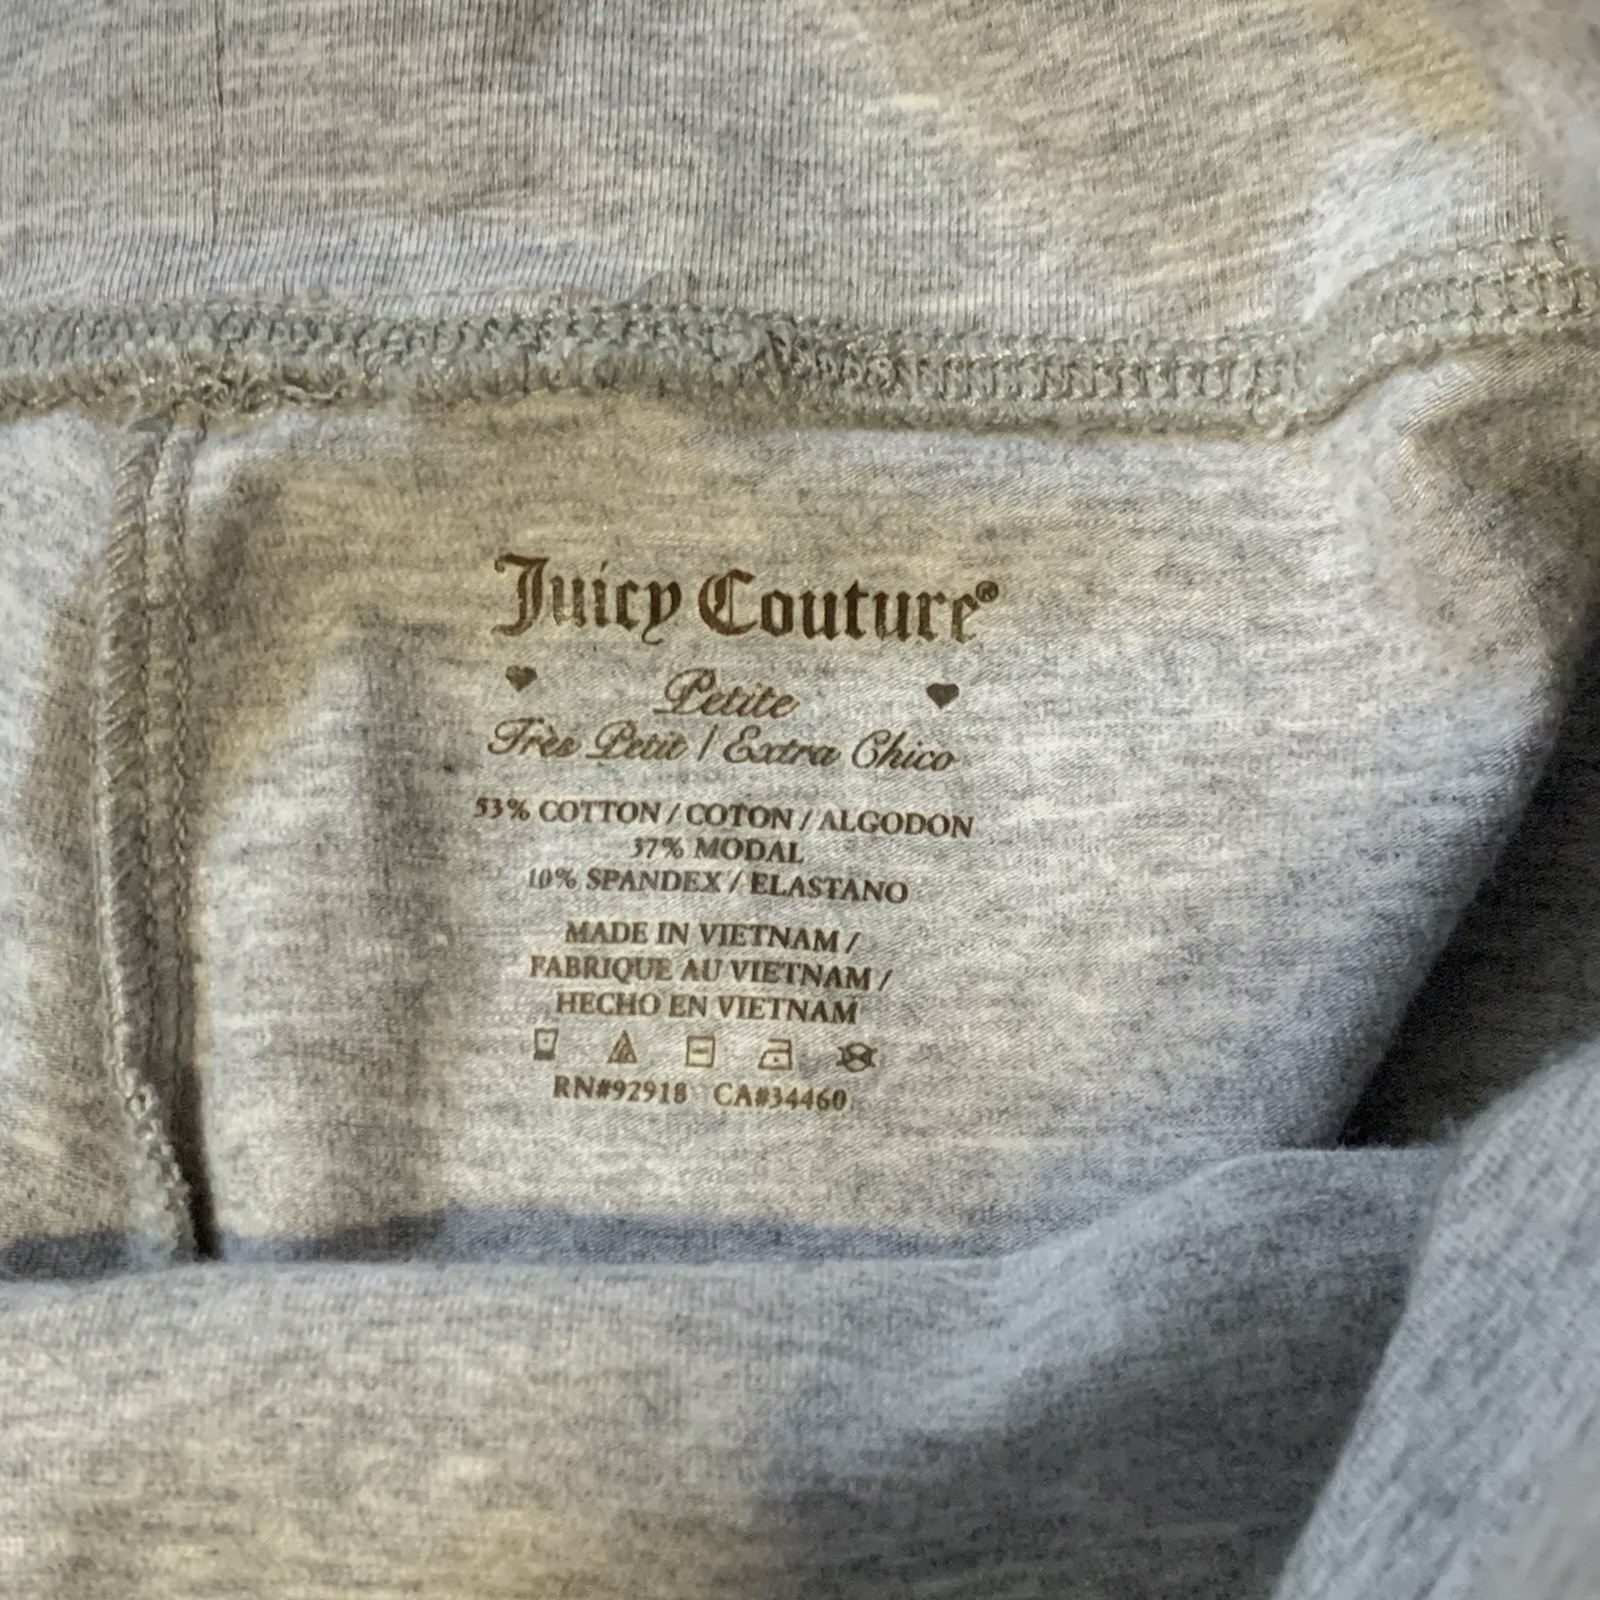 Juicy Couture®
Petite
Très Petit / Extra Chico
53% COTTON / COTON / ALGODON
37% MODAL
10% SPANDEX / ELASTANO
MADE IN VIETNAM /
FABRIQUE AU VIETNAM /
HECHO EN VIETNAM
RN#92918 CA#34460